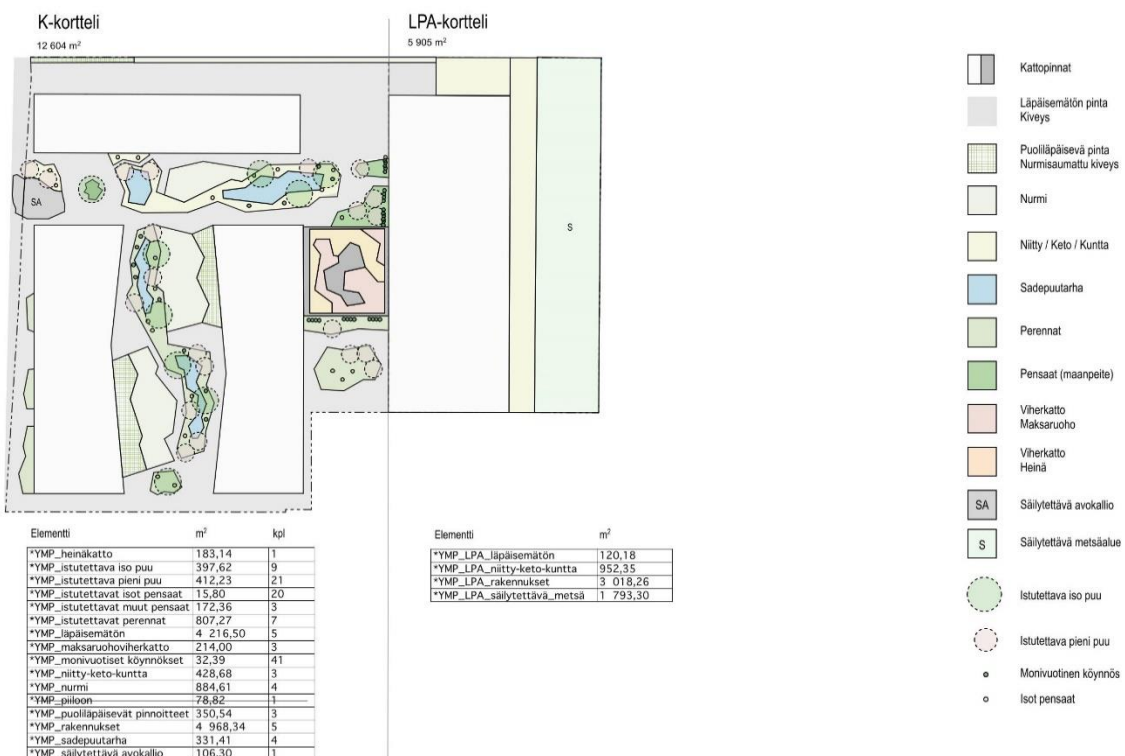 K-kortteli
12 604 m²
LPA-kortteli
5 905 m²
SA
S
Kattopinnat
Läpäisemätön pinta
Kiveys
Puoliläpäisevä pinta
Nurmisaumattu kiveys
Nurmi
Niitty / Keto / Kuntta
Sadepuutarha
Perennat
Pensaat (maanpeite)
Viherkatto
Maksaruoho
Viherkatto
Heinä
SA Säilytettävä avokallio
S Säilytettävä metsäalue
Istutettava iso puu
Istutettava pieni puu
Monivuotinen köynnös
Isot pensaat
Elementti m² kpl
*YMP_heinäkatto 183,14 1
*YMP_istutettava iso puu 397,62 9
*YMP_istutettava pieni puu 412,23 21
*YMP_istutettavat isot pensaat 15,80 20
*YMP_istutettavat muut pensaat 172,36 3
*YMP_istutettavat perennat 807,27 7
*YMP_läpäisemätön 4 216,50 5
*YMP_maksaruohoviherkatto 214,00 3
*YMP_monivuotiset köynnökset 32,39 41
*YMP_niitty-keto-kuntta 428,68 3
*YMP_nurmi 884,61 4
*YMP_piiloon 78,82 1
*YMP_puoliläpäisevät pinnoitteet 350,54 3
*YMP_rakennukset 4 968,34 5
*YMP_sadepuutarha 331,41 4
*YMP_säilytettävä avokallio 106,30 1
Elementti m²
*YMP_LPA_läpäisemätön 120,18
*YMP_LPA_niitty-keto-kuntta 952,35
*YMP_LPA_rakennukset 3 018,26
*YMP_LPA_säilytettävä_metsä 1 793,30